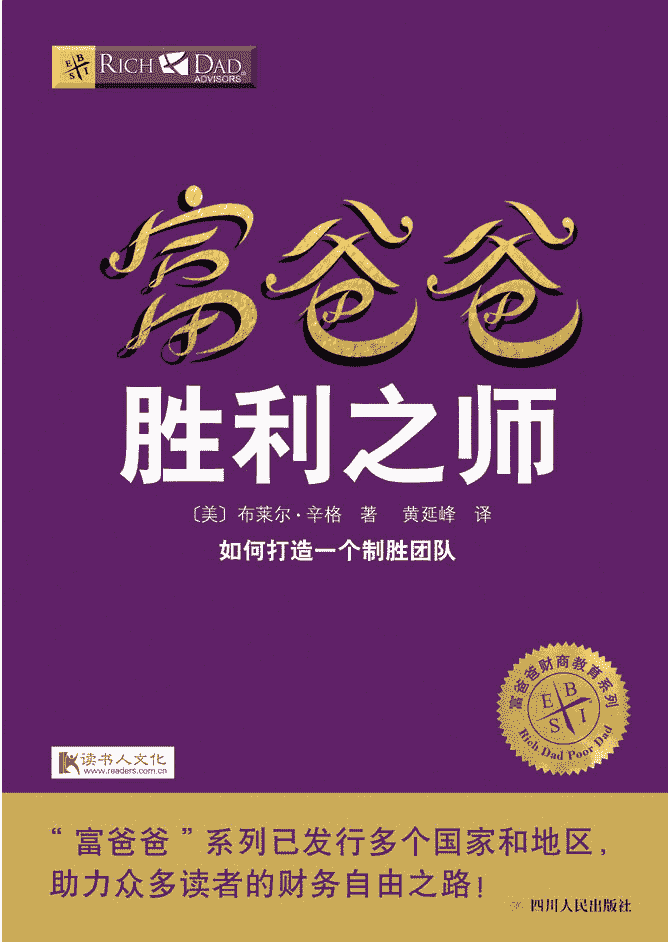 E B S I RICH DAD®
ADVISORS
富爸爸
胜利之师
〔美〕布莱尔·辛格 著 黄延峰 译
如何打造一个制胜团队
富爸爸财商教育系列
E B
S I
Rich Dad Poor Dad
读书人文化
www.readers.com.cn
“富爸爸”系列已发行多个国家和地区，
助力众多读者的财务自由之路！
四川人民出版社